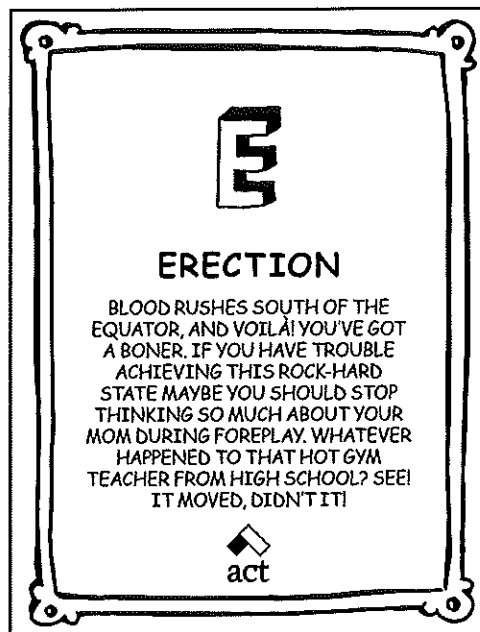 E
ERECTION
BLOOD RUSHES SOUTH OF THE
EQUATOR, AND VOILÀ! YOU'VE GOT
A BONER. IF YOU HAVE TROUBLE
ACHIEVING THIS ROCK-HARD
STATE MAYBE YOU SHOULD STOP
THINKING SO MUCH ABOUT YOUR
MOM DURING FOREPLAY. WHATEVER
HAPPENED TO THAT HOT GYM
TEACHER FROM HIGH SCHOOL? SEE!
IT MOVED, DIDN'T IT!
act